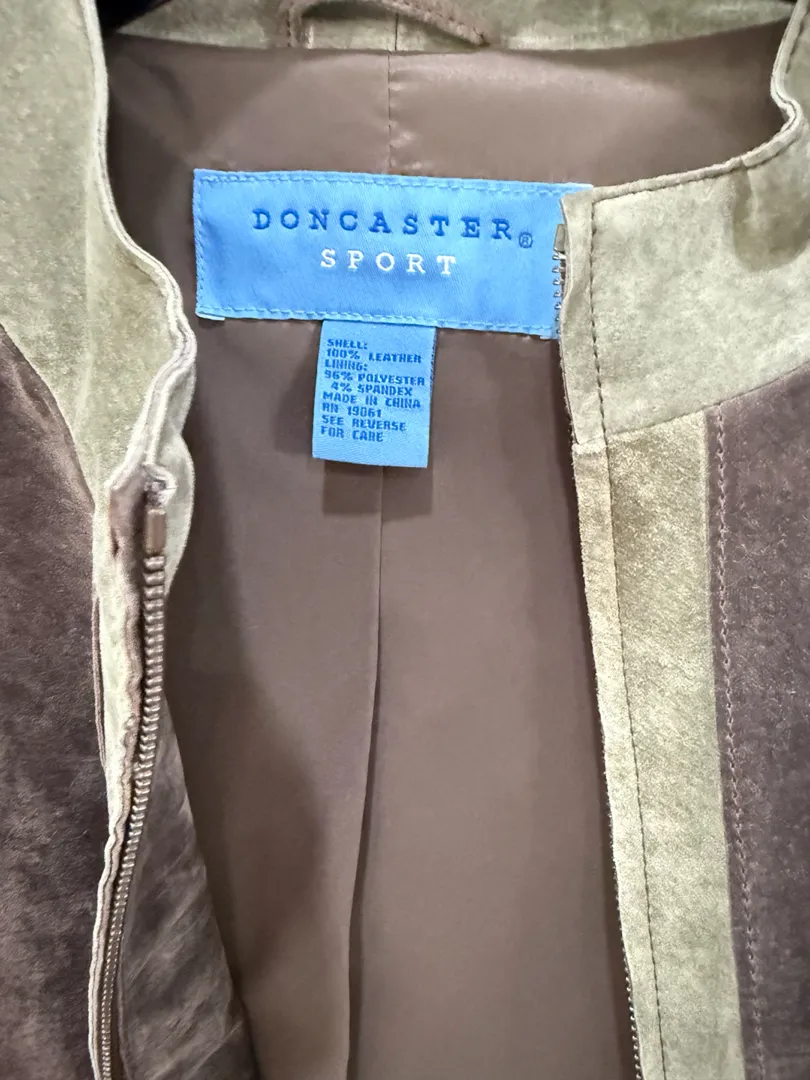 DONCASTER®
SPORT
SHELL:
100% LEATHER
LINING:
96% POLYESTER
4% SPANDEX
MADE IN CHINA
RN 19061
SEE REVERSE
FOR CARE